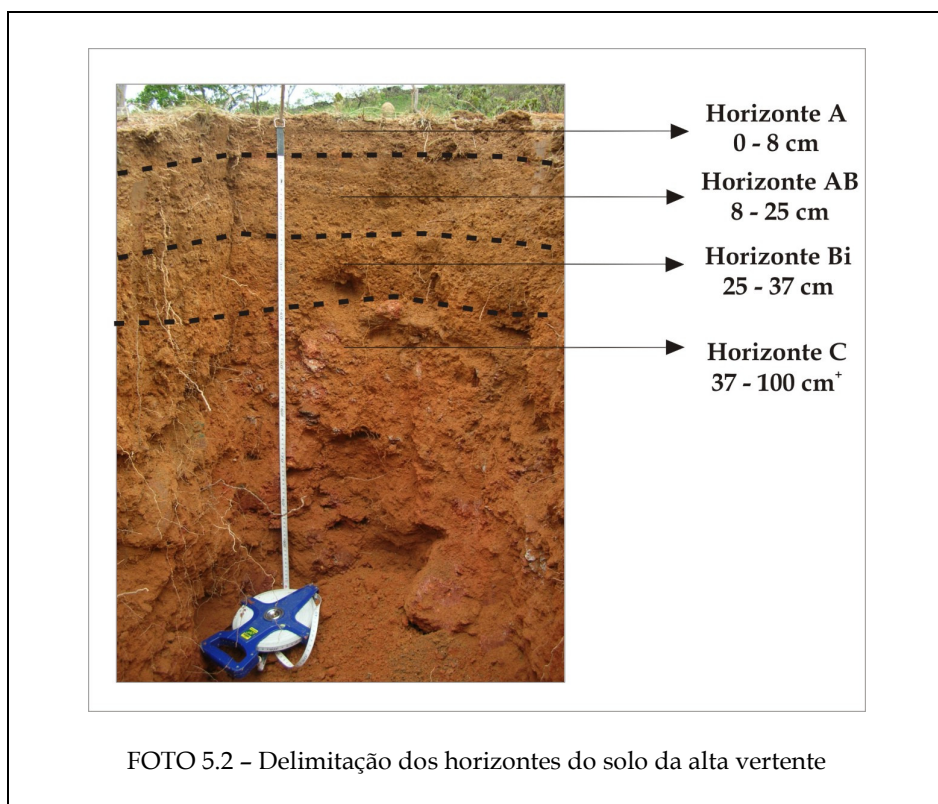 Horizonte A
0 - 8 cm
Horizonte AB
8 - 25 cm
Horizonte Bi
25 - 37 cm
Horizonte C
37 - 100 cm⁺
FOTO 5.2 – Delimitação dos horizontes do solo da alta vertente